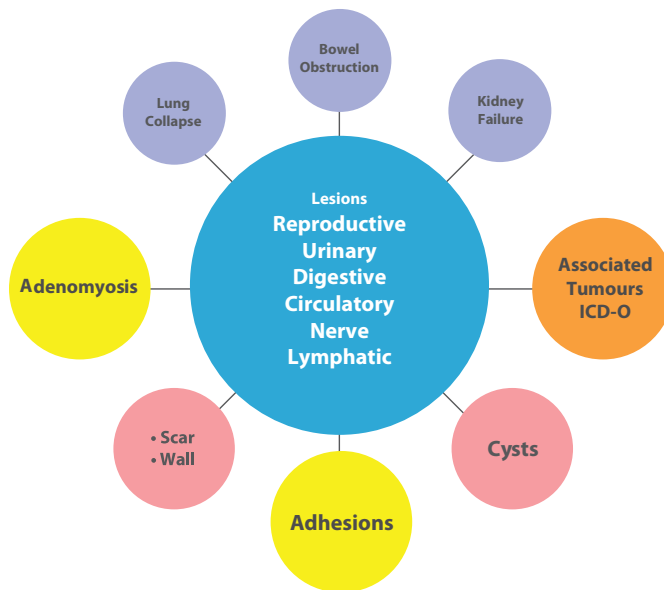 Bowel
Obstruction
Lung
Collapse
Kidney
Failure
Lesions
Reproductive
Urinary
Digestive
Circulatory
Nerve
Lymphatic
Adenomyosis
Associated
Tumours
ICD-O
• Scar
• Wall
Cysts
Adhesions